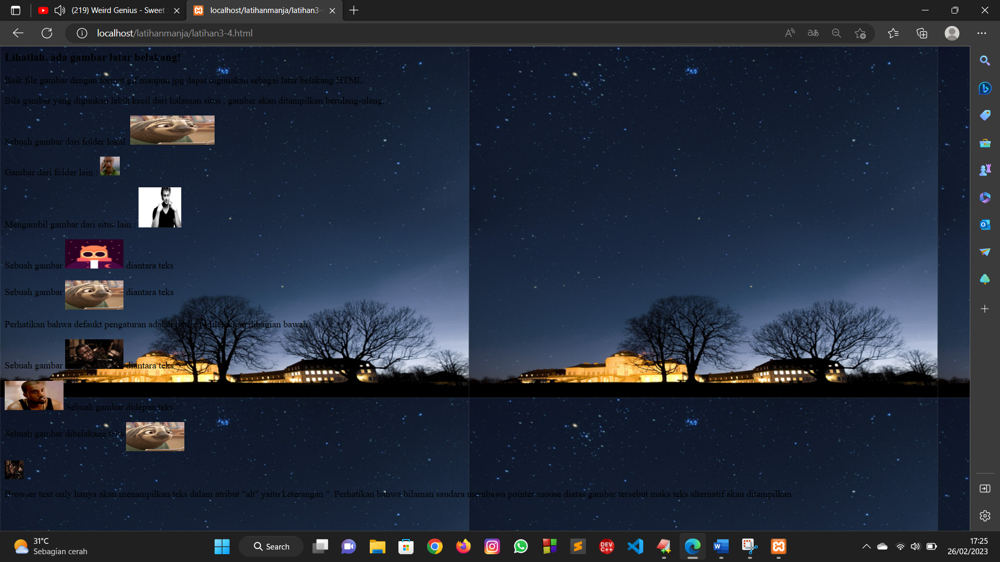 (219) Weird Genius - Sweet
localhost/latihanmanja/latihan3-
localhost/latihanmanja/latihan3-4.html
Lihatlah, ada gambar latar belakang!
Baik file gambar dengan format gif maupun jpg dapat digunakan sebagai latar belakang HTML.
Bila gambar yang digunkan lebih kecil dari halaman situs , gambar akan ditampilkan berulang-ulang.
Sebuah gambar dari folder lokal :
Gambar dari folder lain :
Mengambil gambar dari situs lain :
Sebuah gambar diantara teks
Sebuah gambar diantara teks
Perhatikan bahwa defaukt pengaturan adalah bottom (diletakkan dibagian bawah)
Sebuah gambar diantara teks
Sebuah gambar didepan teks
Sebuah gambar dibelakang teks
Browser text only hanya akan menampilkan teks dalam atribut "alt" yaitu keterangan ". Perhatikan bahwa bilaman saudara membawa pointer mouse diatas gambar tersebut maka teks alternatif akan ditampilkan
31°C
Sebagian cerah
Search
DEV
C++
17:25
26/02/2023